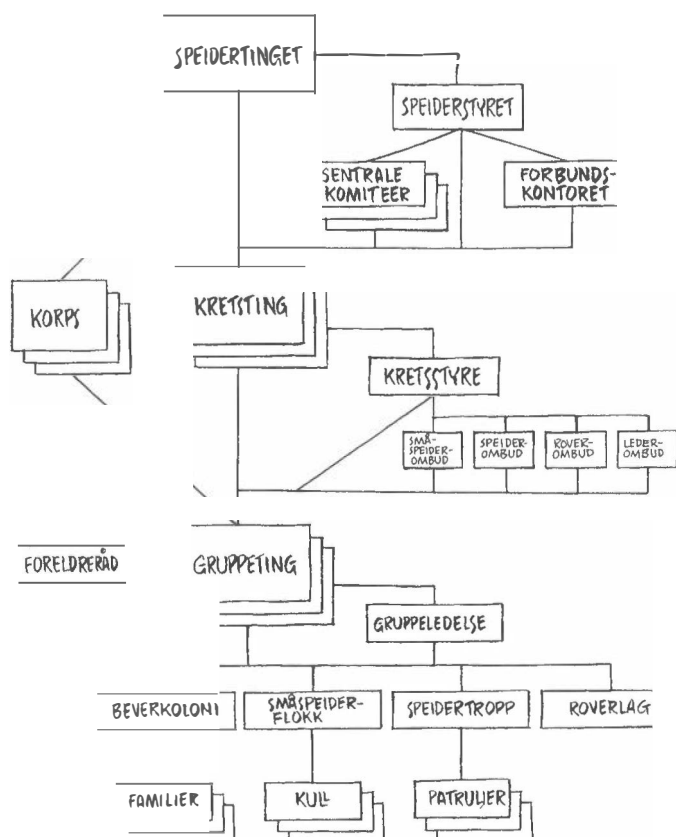 SPEIDERTINGET
SPEIDERSTYRET
SENTRALE
KOMITEER
FORBUNDS-
KONTORET
KORPS
KRETSTING
KRETSSTYRE
SMÅ-
SPEIDER-
OMBUD
SPEIDER-
OMBUD
ROVER-
OMBUD
LEDER-
OMBUD
FORELDRERÅD
GRUPPETING
GRUPPELEDELSE
BEVERKOLONI
SMÅSPEIDER-
FLOKK
SPEIDERTROPP
ROVERLAG
FAMILIER
KULL
PATRULJER